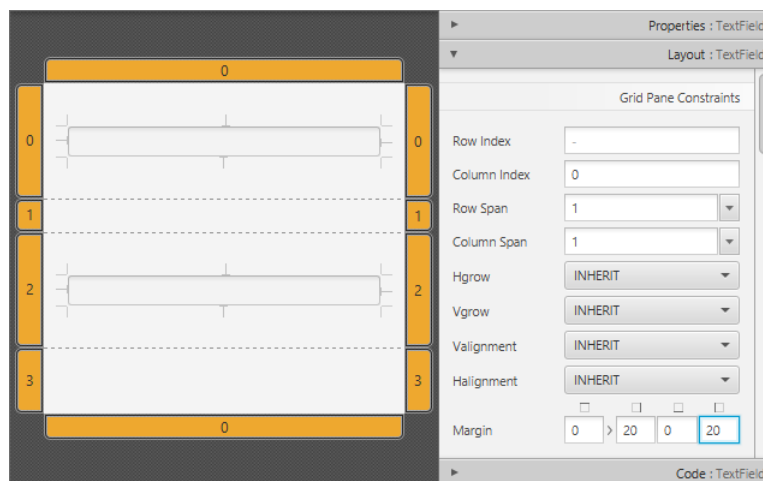 Properties : TextField
Layout : TextField
Grid Pane Constraints
Row Index -
Column Index 0
Row Span 1
Column Span 1
Hgrow INHERIT
Vgrow INHERIT
Valignment INHERIT
Halignment INHERIT
Margin 0 > 20 0 20
Code : TextField
0
0 0
1 1
2 2
3 3
0